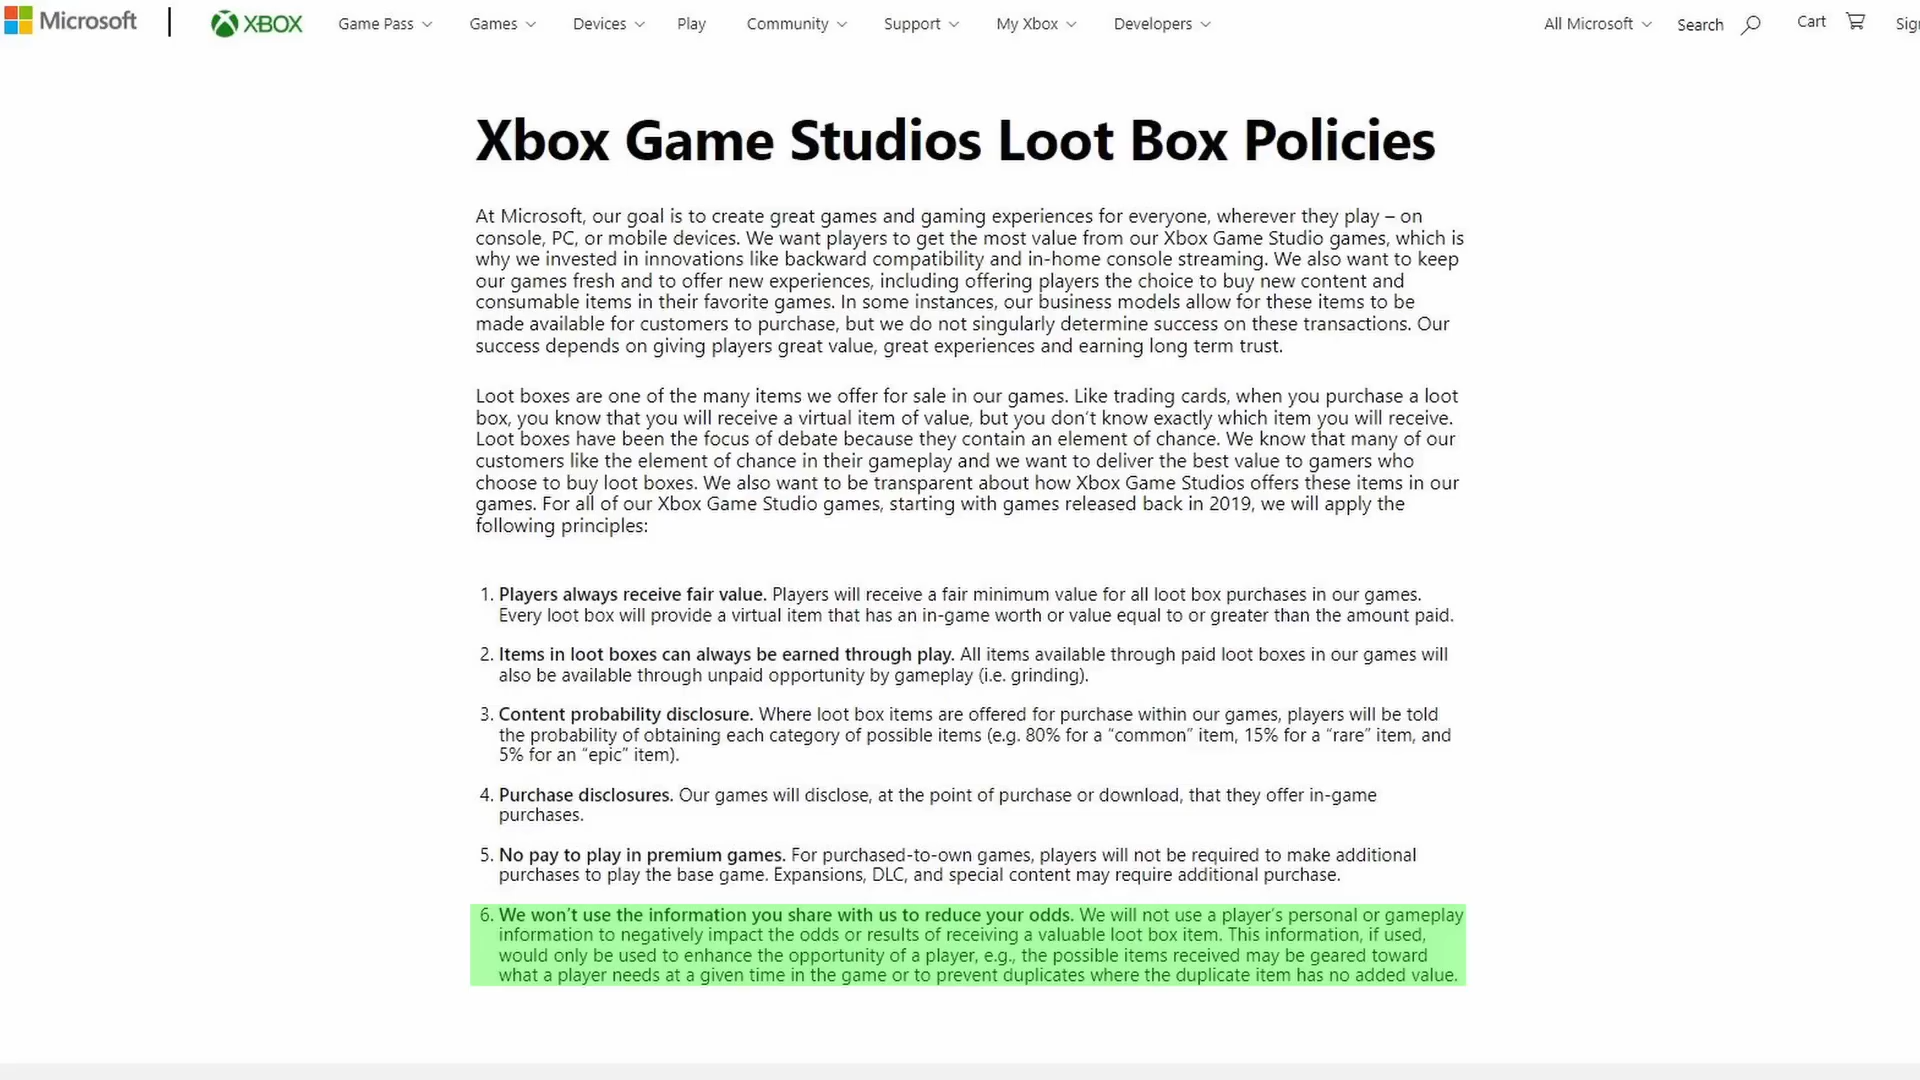 Microsoft | XBOX Game Pass Games Devices Play Community Support My Xbox Developers All Microsoft Search Cart Sig
Xbox Game Studios Loot Box Policies
At Microsoft, our goal is to create great games and gaming experiences for everyone, wherever they play – on
console, PC, or mobile devices. We want players to get the most value from our Xbox Game Studio games, which is
why we invested in innovations like backward compatibility and in-home console streaming. We also want to keep
our games fresh and to offer new experiences, including offering players the choice to buy new content and
consumable items in their favorite games. In some instances, our business models allow for these items to be
made available for customers to purchase, but we do not singularly determine success on these transactions. Our
success depends on giving players great value, great experiences and earning long term trust.
Loot boxes are one of the many items we offer for sale in our games. Like trading cards, when you purchase a loot
box, you know that you will receive a virtual item of value, but you don’t know exactly which item you will receive.
Loot boxes have been the focus of debate because they contain an element of chance. We know that many of our
customers like the element of chance in their gameplay and we want to deliver the best value to gamers who
choose to buy loot boxes. We also want to be transparent about how Xbox Game Studios offers these items in our
games. For all of our Xbox Game Studio games, starting with games released back in 2019, we will apply the
following principles:
1. Players always receive fair value. Players will receive a fair minimum value for all loot box purchases in our games.
Every loot box will provide a virtual item that has an in-game worth or value equal to or greater than the amount paid.
2. Items in loot boxes can always be earned through play. All items available through paid loot boxes in our games will
also be available through unpaid opportunity by gameplay (i.e. grinding).
3. Content probability disclosure. Where loot box items are offered for purchase within our games, players will be told
the probability of obtaining each category of possible items (e.g. 80% for a “common” item, 15% for a “rare” item, and
5% for an “epic” item).
4. Purchase disclosures. Our games will disclose, at the point of purchase or download, that they offer in-game
purchases.
5. No pay to play in premium games. For purchased-to-own games, players will not be required to make additional
purchases to play the base game. Expansions, DLC, and special content may require additional purchase.
6. We won’t use the information you share with us to reduce your odds. We will not use a player’s personal or gameplay
information to negatively impact the odds or results of receiving a valuable loot box item. This information, if used,
would only be used to enhance the opportunity of a player, e.g., the possible items received may be geared toward
what a player needs at a given time in the game or to prevent duplicates where the duplicate item has no added value.